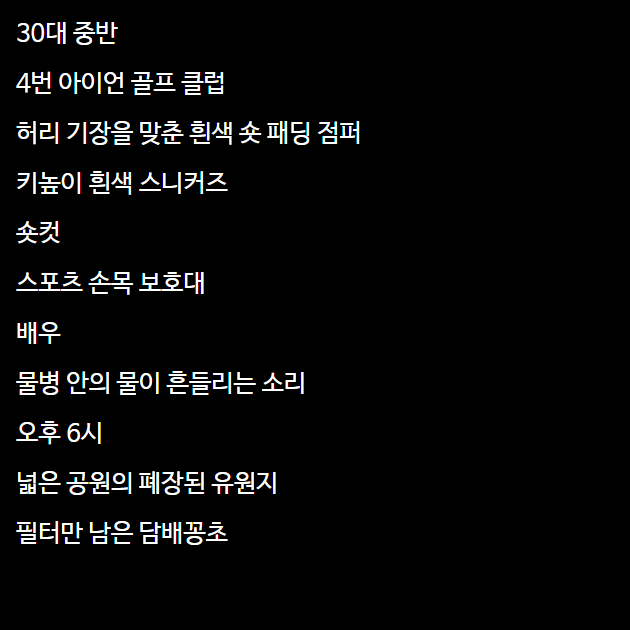 30대 중반
4번 아이언 골프 클럽
허리 기장을 맞춘 흰색 숏 패딩 점퍼
키높이 흰색 스니커즈
숏컷
스포츠 손목 보호대
배우
물병 안의 물이 흔들리는 소리
오후 6시
넓은 공원의 폐장된 유원지
필터만 남은 담배꽁초